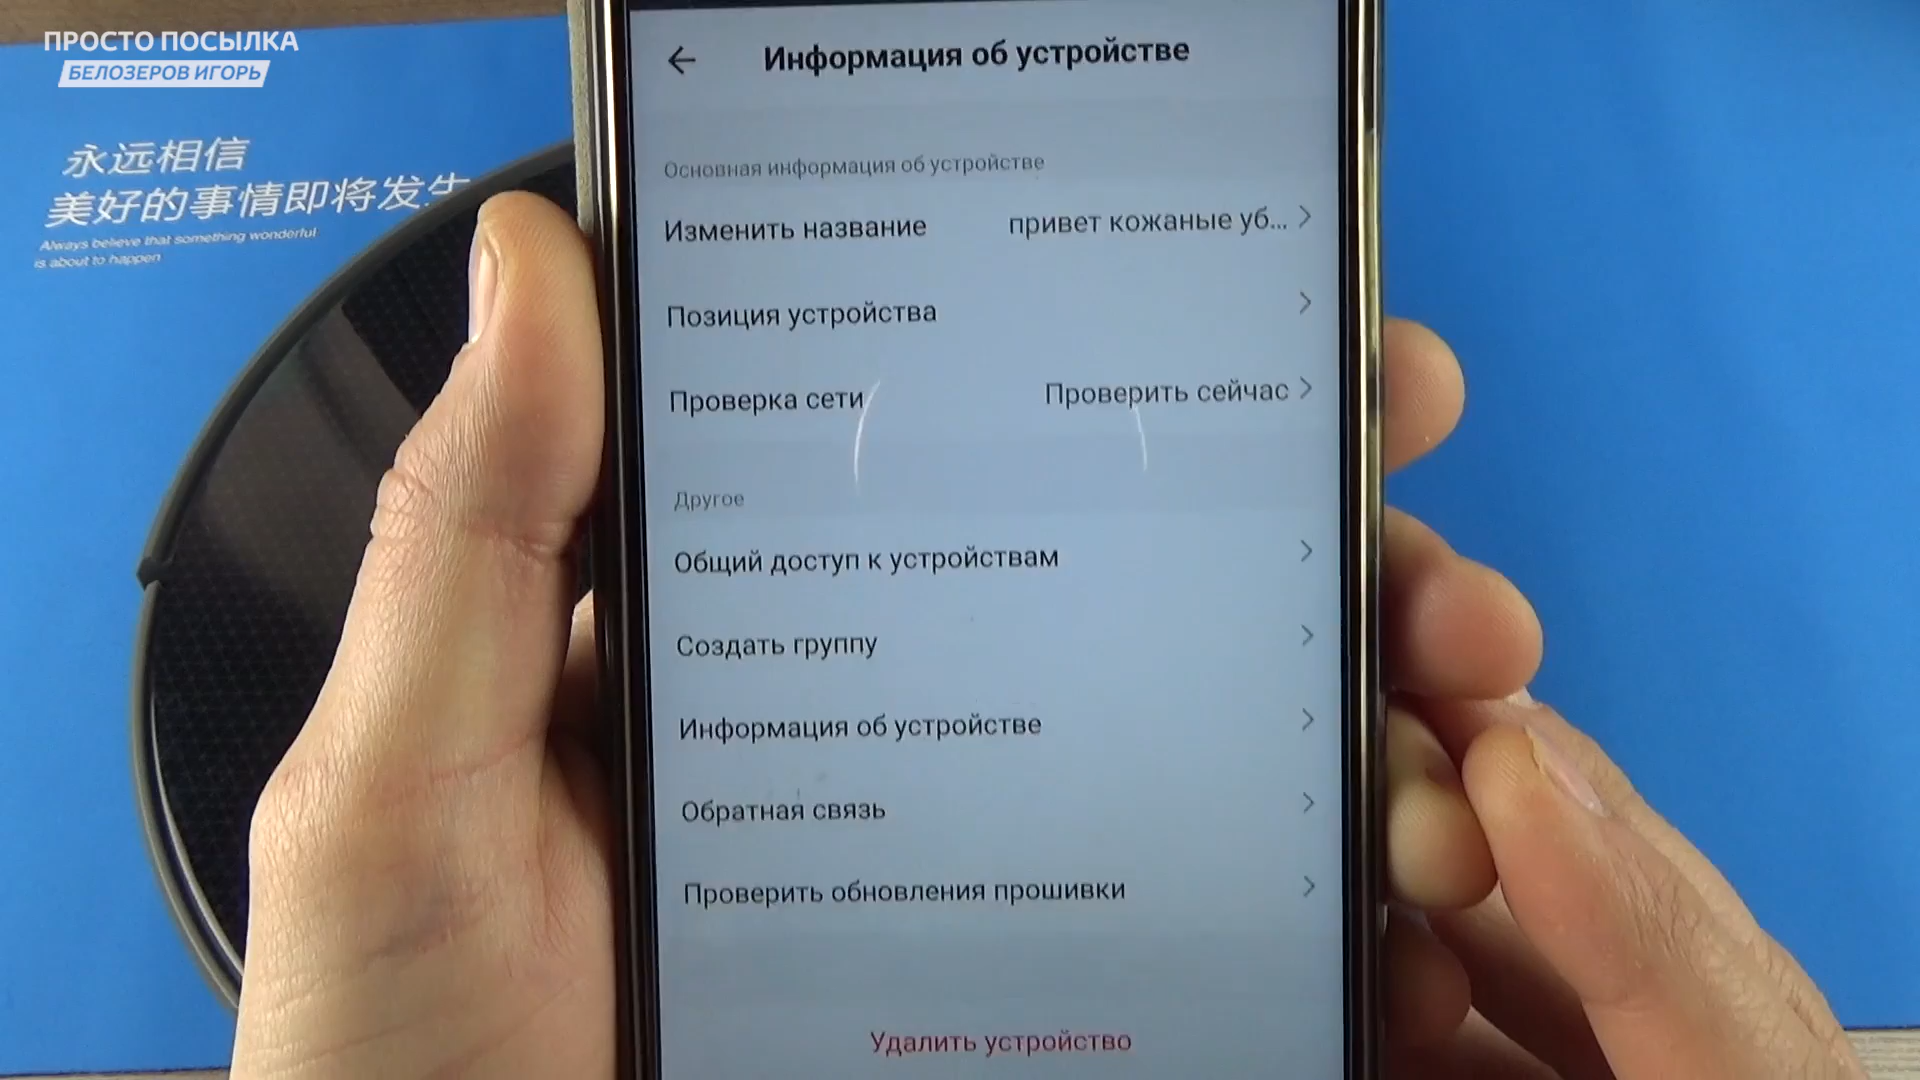 ПРОСТО ПОСЫЛКА
БЕЛОЗЕРОВ ИГОРЬ
永远相信
美好的事情即将发生
Always believe that something wonderful
is about to happen
Информация об устройстве
Основная информация об устройстве
Изменить название привет кожаные уб...
Позиция устройства
Проверка сети Проверить сейчас
Другое
Общий доступ к устройствам
Создать группу
Информация об устройстве
Обратная связь
Проверить обновления прошивки
Удалить устройство